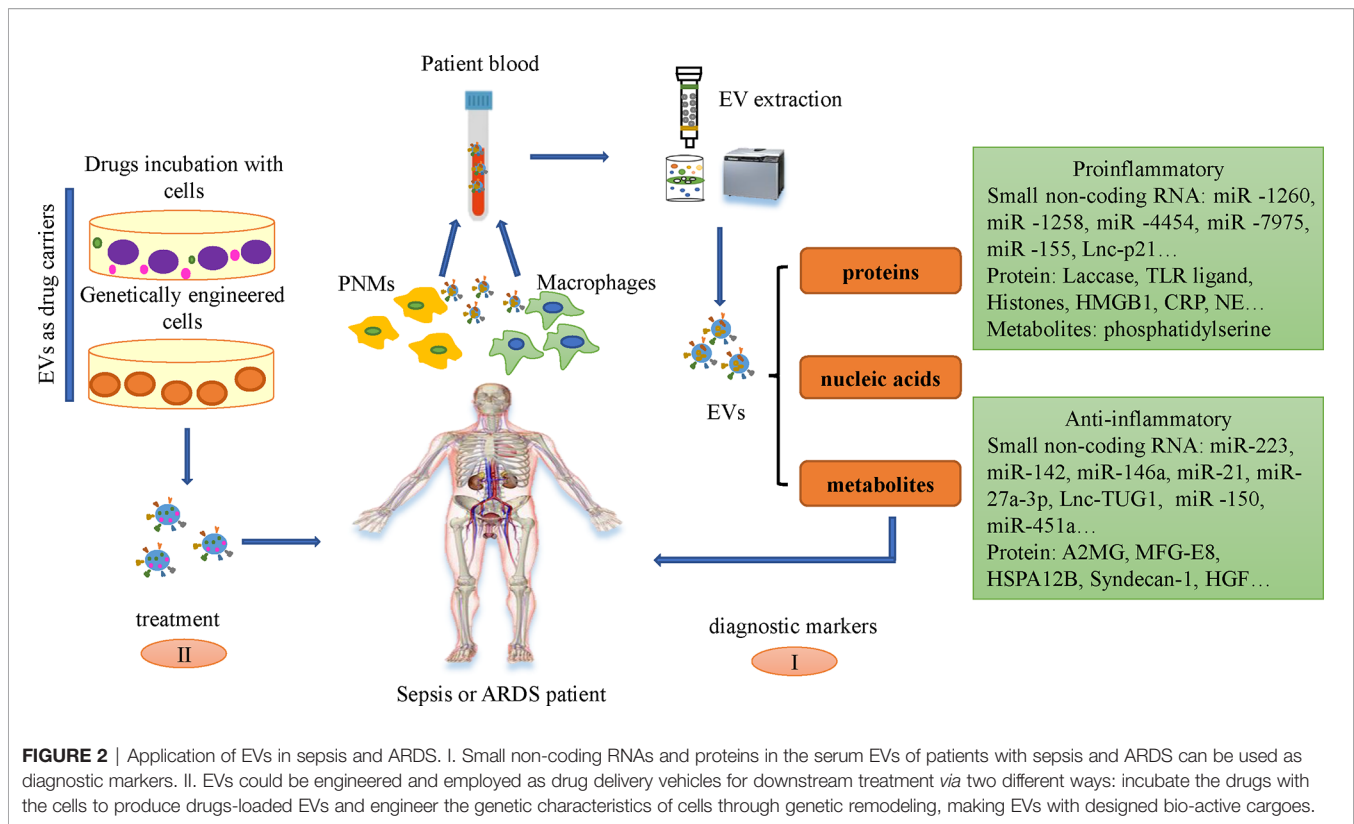 Patient blood
EV extraction
Drugs incubation with
cells
EVs as drug carriers
Genetically engineered
cells
PNMs
Macrophages
EVs
proteins
nucleic acids
metabolites
Proinflammatory
Small non-coding RNA: miR -1260,
miR -1258, miR -4454, miR -7975,
miR -155, Lnc-p21…
Protein: Laccase, TLR ligand,
Histones, HMGB1, CRP, NE…
Metabolites: phosphatidylserine
Anti-inflammatory
Small non-coding RNA: miR-223,
miR-142, miR-146a, miR-21, miR-
27a-3p, Lnc-TUG1, miR -150,
miR-451a…
Protein: A2MG, MFG-E8,
HSPA12B, Syndecan-1, HGF…
treatment
II
diagnostic markers
I
Sepsis or ARDS patient
FIGURE 2 | Application of EVs in sepsis and ARDS. I. Small non-coding RNAs and proteins in the serum EVs of patients with sepsis and ARDS can be used as
diagnostic markers. II. EVs could be engineered and employed as drug delivery vehicles for downstream treatment via two different ways: incubate the drugs with
the cells to produce drugs-loaded EVs and engineer the genetic characteristics of cells through genetic remodeling, making EVs with designed bio-active cargoes.